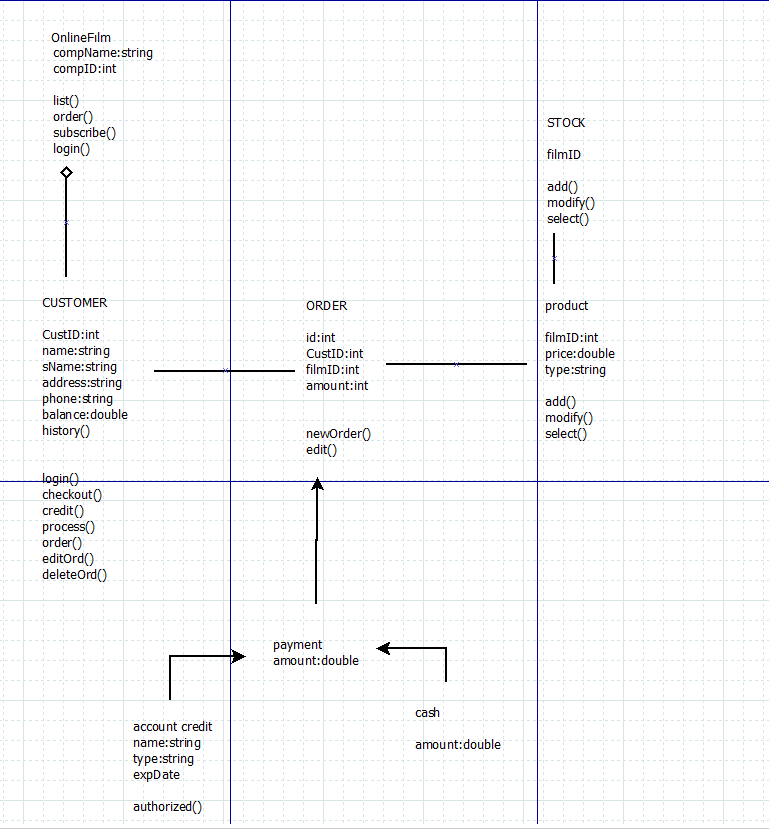 OnlineFilm
compName:string
compID:int
list()
order()
subscribe()
login()
STOCK
filmID
add()
modify()
select()
CUSTOMER
CustID:int
name:string
sName:string
address:string
phone:string
balance:double
history()
login()
checkout()
credit()
process()
order()
editOrd()
deleteOrd()
ORDER
id:int
CustID:int
filmID:int
amount:int
newOrder()
edit()
product
filmID:int
price:double
type:string
add()
modify()
select()
payment
amount:double
account credit
name:string
type:string
expDate
authorized()
cash
amount:double